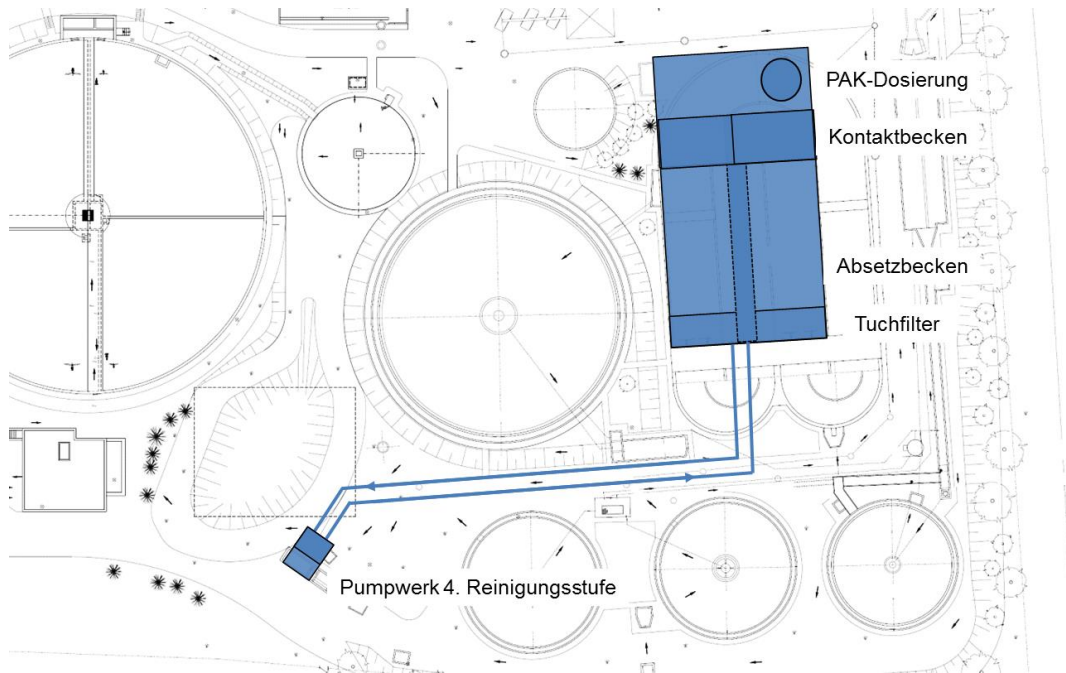 PAK-Dosierung
Kontaktbecken
Absetzbecken
Tuchfilter
Pumpwerk 4. Reinigungsstufe